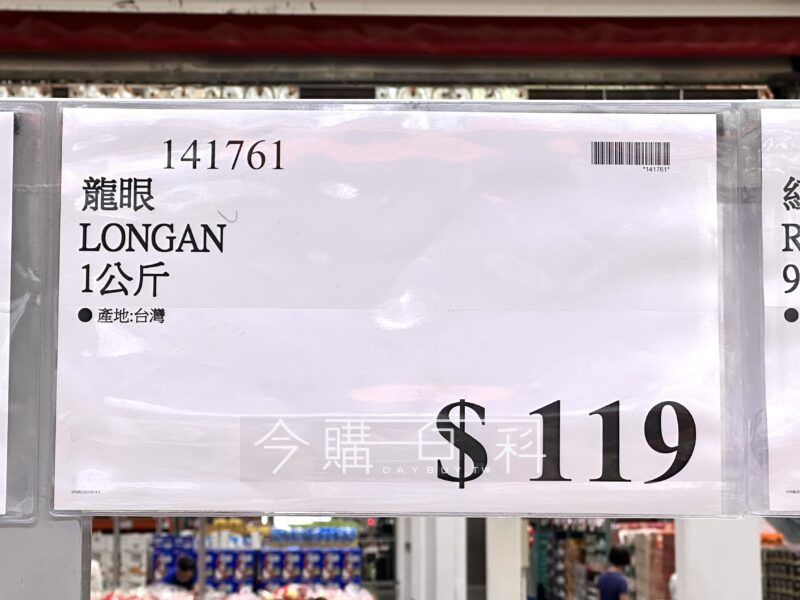 141761
*141761*
龍眼
LONGAN
1公斤
● 產地:台灣
$ 119
今購百科
DAYBUY.TW
R
9